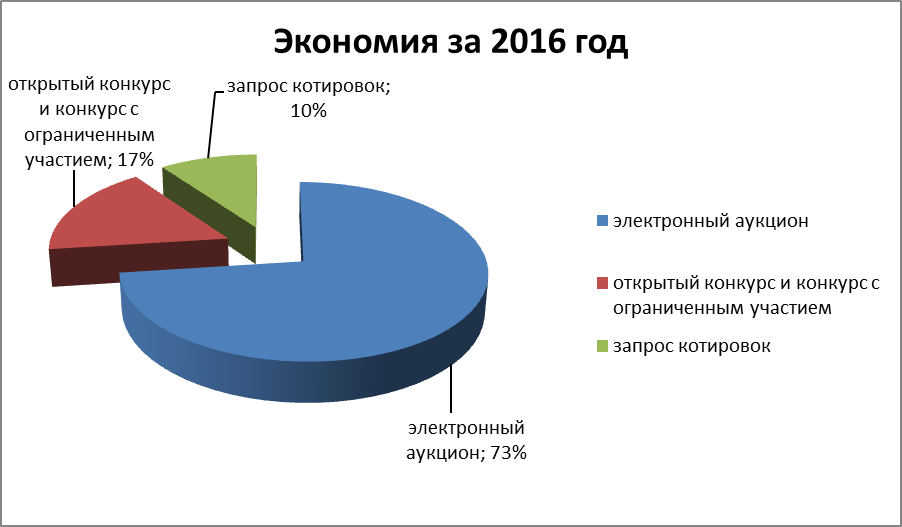 Экономия за 2016 год
открытый конкурс
и конкурс с
ограниченным
участием; 17%
запрос котировок;
10%
электронный
аукцион; 73%
электронный аукцион
открытый конкурс и конкурс с
ограниченным участием
запрос котировок